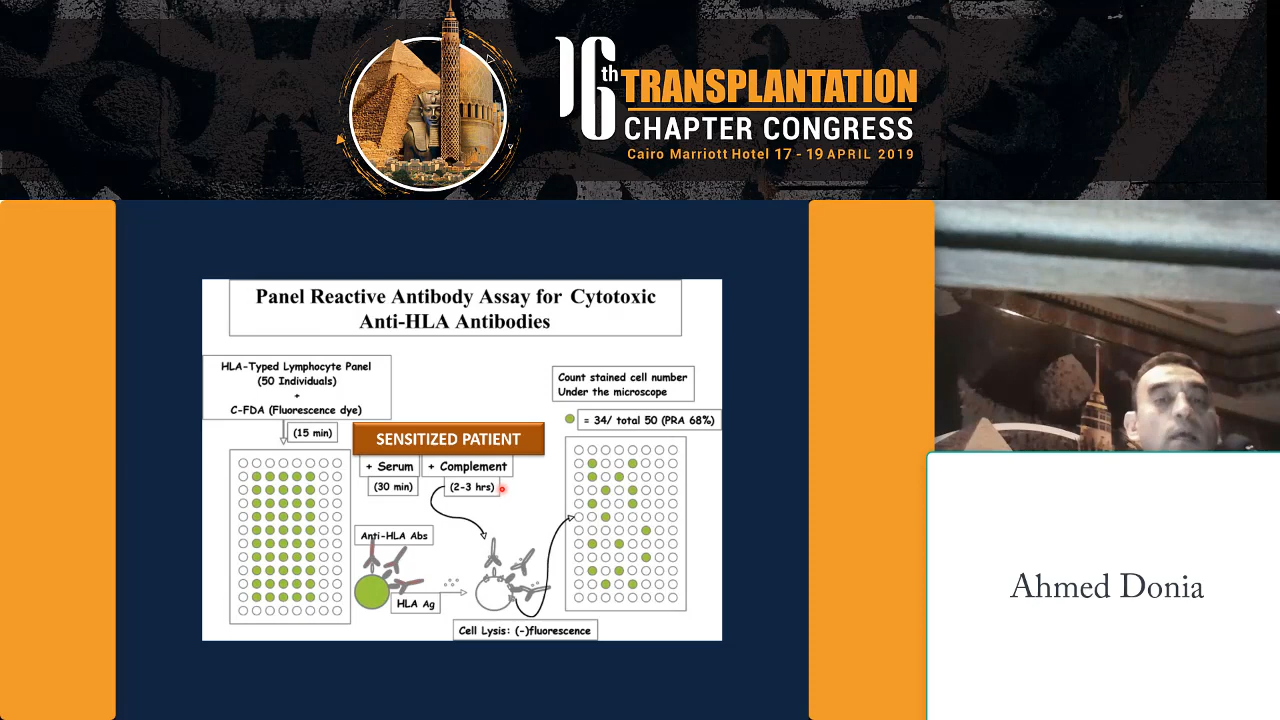 16th TRANSPLANTATION
CHAPTER CONGRESS
Cairo Marriott Hotel 17 - 19 APRIL 2019
Panel Reactive Antibody Assay for Cytotoxic
Anti-HLA Antibodies
HLA-Typed Lymphocyte Panel
(50 Individuals)
+
C-FDA (Fluorescence dye)
(15 min)
SENSITIZED PATIENT
+ Serum
+ Complement
(30 min)
(2-3 hrs)
Anti-HLA Abs
HLA Ag
Cell Lysis: (-)fluorescence
Count stained cell number
Under the microscope
= 34/ total 50 (PRA 68%)
Ahmed Donia